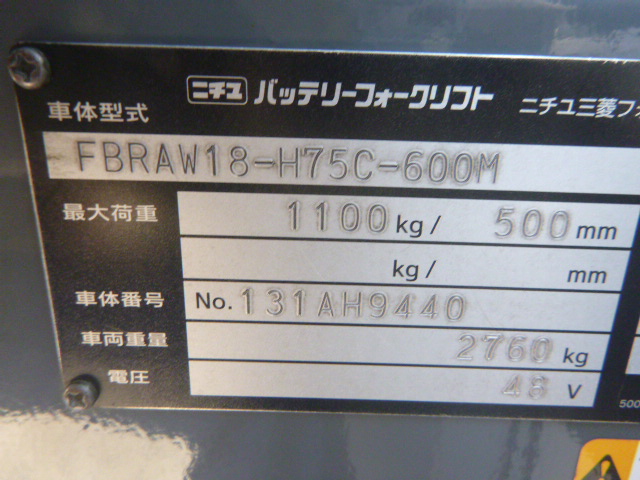 ニチユ バッテリーフォークリフト ニチユ三菱フォ
車体型式
FBRAW18-H75C-600M
最大荷重 1100 kg/ 500 mm
kg/ mm
車体番号 No. 131AH9440
車両重量 2760 kg
電圧 48 V
500